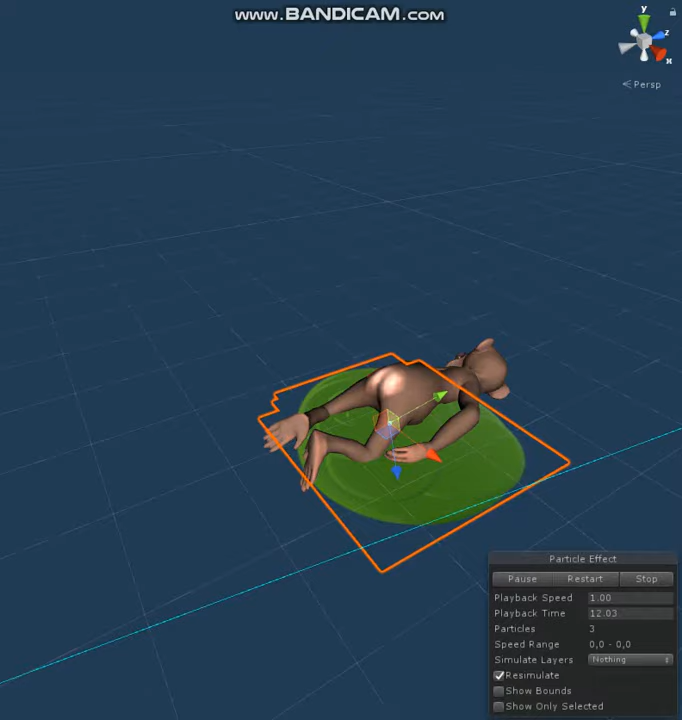 www.BANDICAM.com
y
z
x
Persp
Particle Effect
Pause Restart Stop
Playback Speed 1.00
Playback Time 12.03
Particles 3
Speed Range 0,0 - 0,0
Simulate Layers Nothing
Resimulate
Show Bounds
Show Only Selected